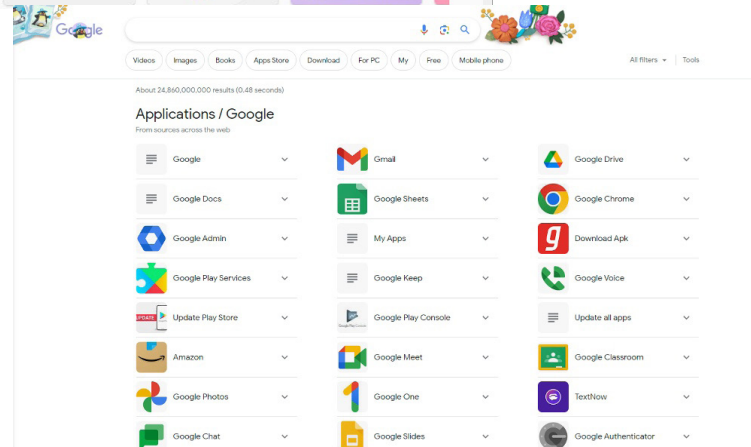 Google
Videos Images Books Apps Store Download For PC My Free Mobile phone All filters Tools
About 24,860,000,000 results (0.48 seconds)
Applications / Google
From sources across the web
Google Gmail Google Drive
Google Docs Google Sheets Google Chrome
Google Admin My Apps Download Apk
Google Play Services Google Keep Google Voice
UPDATE Update Play Store Google Play Console Google Play Console Update all apps
Amazon Google Meet Google Classroom
Google Photos Google One TextNow
Google Chat Google Slides Google Authenticator